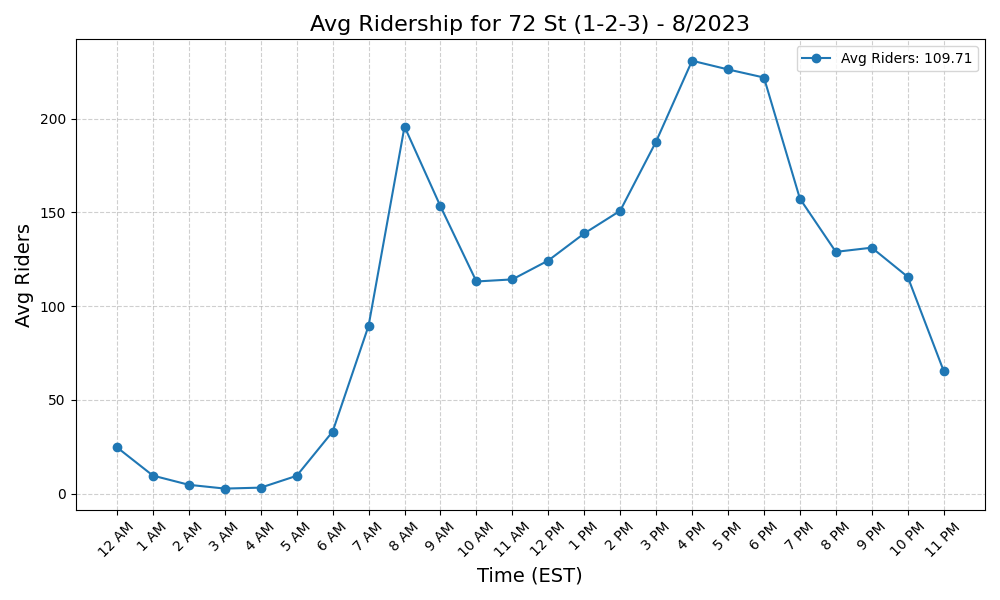 Avg Ridership for 72 St (1-2-3) - 8/2023
Avg Riders: 109.71
Avg Riders
200
150
100
50
0
12 AM 1 AM 2 AM 3 AM 4 AM 5 AM 6 AM 7 AM 8 AM 9 AM 10 AM 11 AM 12 PM 1 PM 2 PM 3 PM 4 PM 5 PM 6 PM 7 PM 8 PM 9 PM 10 PM 11 PM
Time (EST)